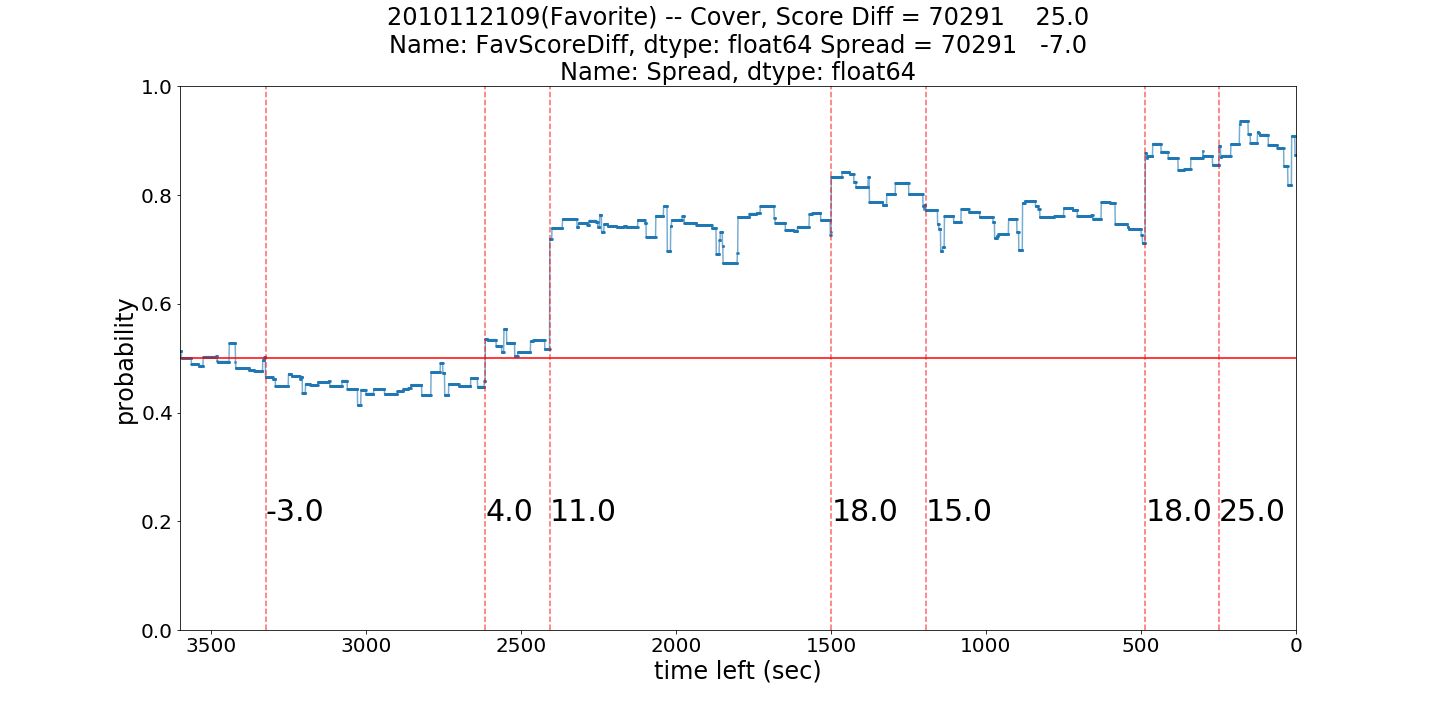 2010112109(Favorite) -- Cover, Score Diff = 70291    25.0
Name: FavScoreDiff, dtype: float64 Spread = 70291   -7.0
Name: Spread, dtype: float64
1.0
0.8
0.6
0.4
0.2
0.0
probability
-3.0 4.0 11.0 18.0 15.0 18.0 25.0
3500 3000 2500 2000 1500 1000 500 0
time left (sec)